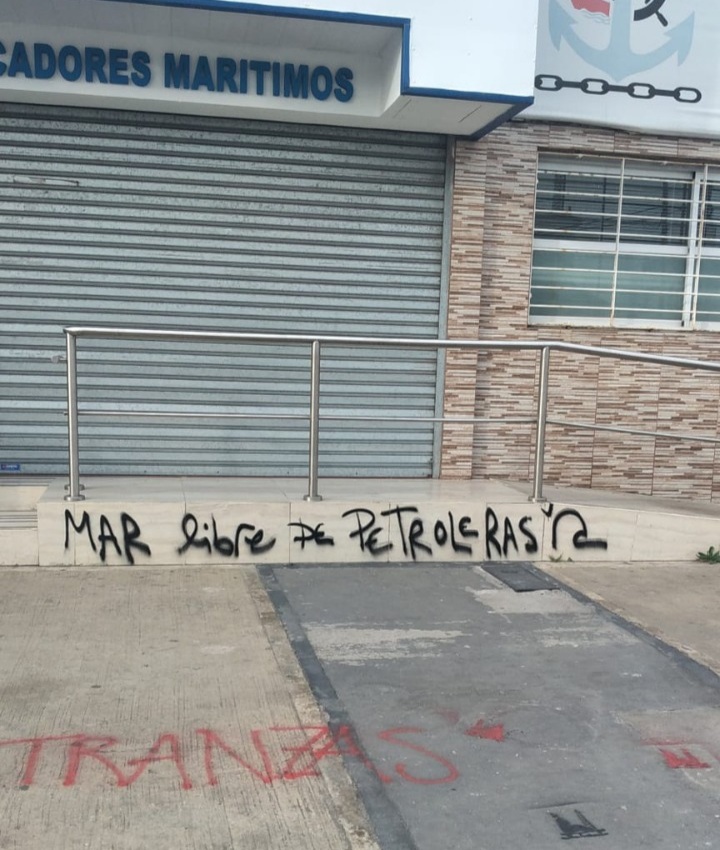 CADORES MARITIMOS
MAR libre DE PETROLERAS
TRANZAS